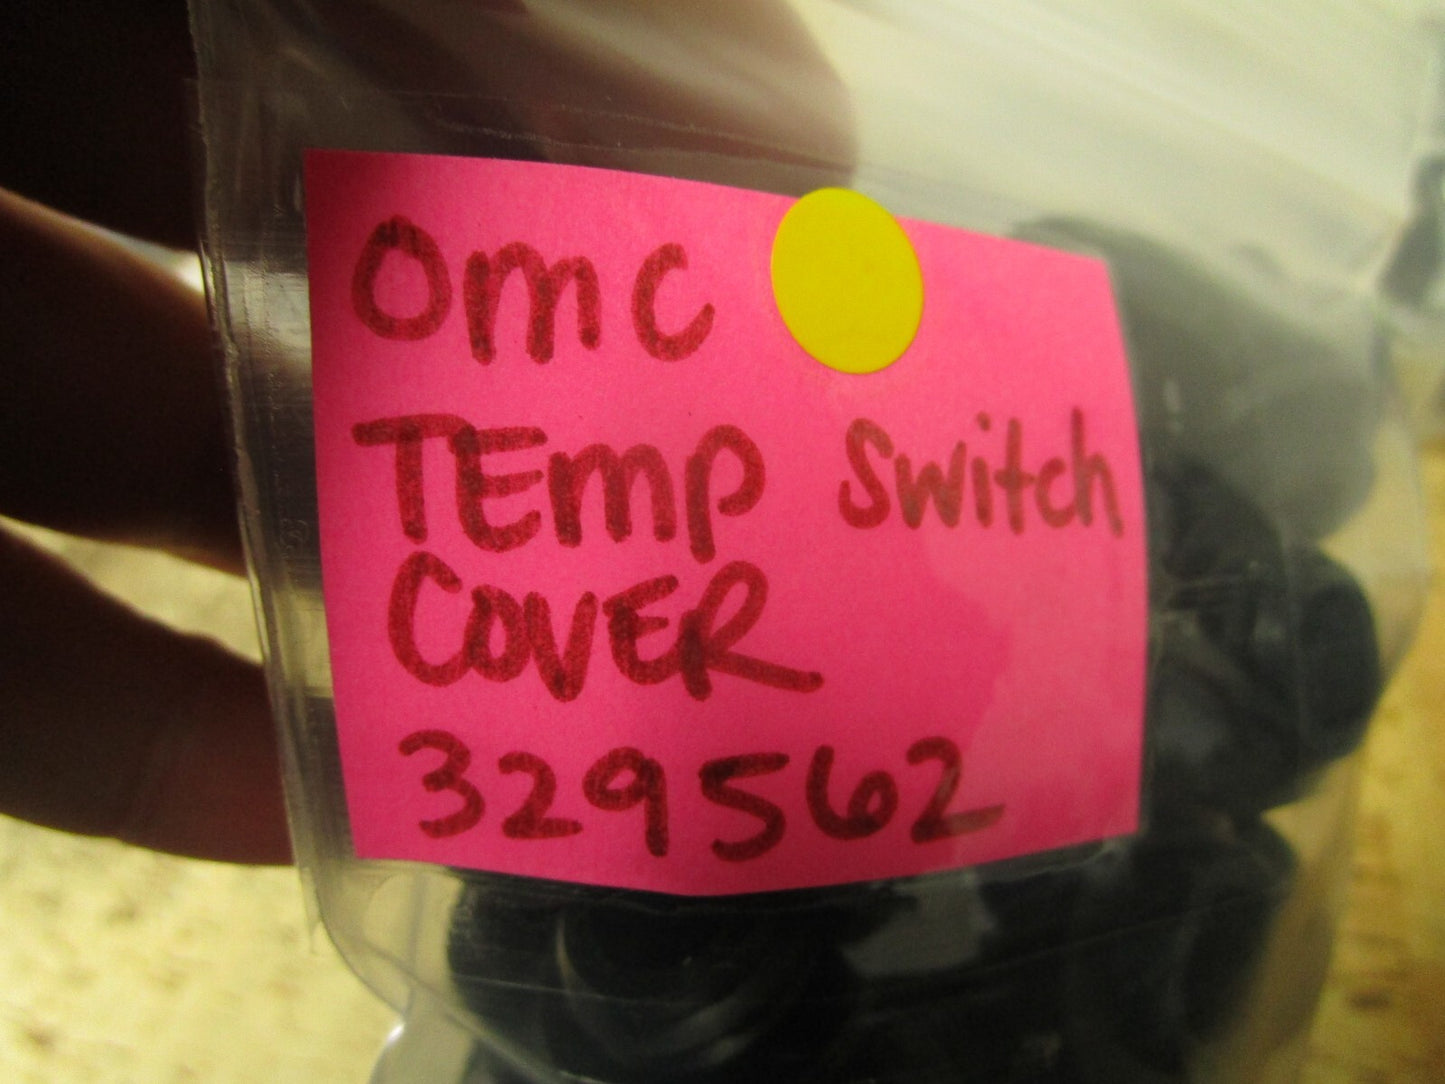 OmC
TEmp Switch
COVER
329562